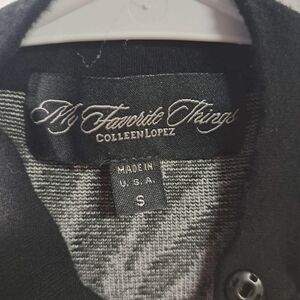 My Favorite Things
COLLEEN LOPEZ
MADE IN
U.S.A.
S